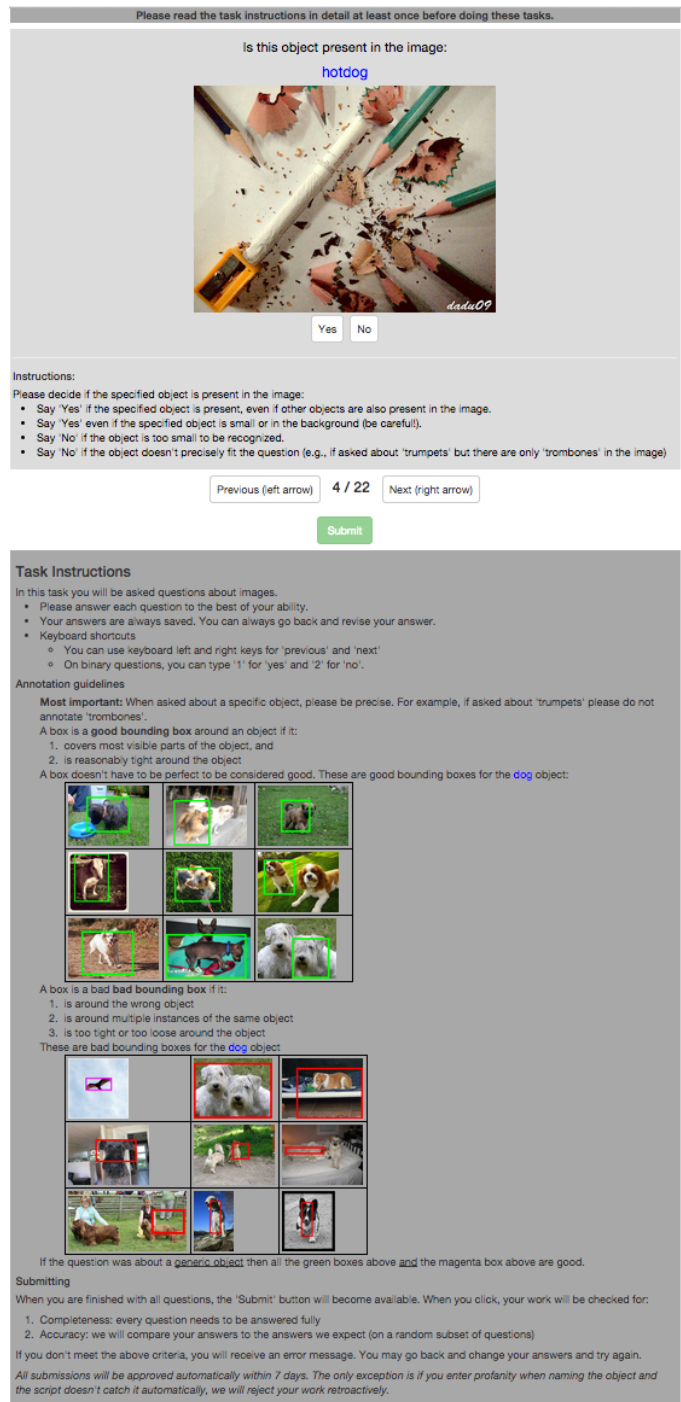 Please read the task instructions in detail at least once before doing these tasks.
Is this object present in the image:
hotdog
dadu09
Yes No
Instructions:
Please decide if the specified object is present in the image:
• Say 'Yes' if the specified object is present, even if other objects are also present in the image.
• Say 'Yes' even if the specified object is small or in the background (be careful!).
• Say 'No' if the object is too small to be recognized.
• Say 'No' if the object doesn't precisely fit the question (e.g., if asked about 'trumpets' but there are only 'trombones' in the image)
Previous (left arrow) 4 / 22 Next (right arrow)
Submit
Task Instructions
In this task you will be asked questions about images.
• Please answer each question to the best of your ability.
• Your answers are always saved. You can always go back and revise your answer.
• Keyboard shortcuts
◦ You can use keyboard left and right keys for 'previous' and 'next'
◦ On binary questions, you can type '1' for 'yes' and '2' for 'no'.
Annotation guidelines
Most important: When asked about a specific object, please be precise. For example, if asked about 'trumpets' please do not
annotate 'trombones'.
A box is a good bounding box around an object if it:
1. covers most visible parts of the object, and
2. is reasonably tight around the object
A box doesn't have to be perfect to be considered good. These are good bounding boxes for the dog object:
A box is a bad bad bounding box if it:
1. is around the wrong object
2. is around multiple instances of the same object
3. is too tight or too loose around the object
These are bad bounding boxes for the dog object
If the question was about a generic object then all the green boxes above and the magenta box above are good.
Submitting
When you are finished with all questions, the 'Submit' button will become available. When you click, your work will be checked for:
1. Completeness: every question needs to be answered fully
2. Accuracy: we will compare your answers to the answers we expect (on a random subset of questions)
If you don't meet the above criteria, you will receive an error message. You may go back and change your answers and try again.
All submissions will be approved automatically within 7 days. The only exception is if you enter profanity when naming the object and
the script doesn't catch it automatically, we will reject your work retroactively.